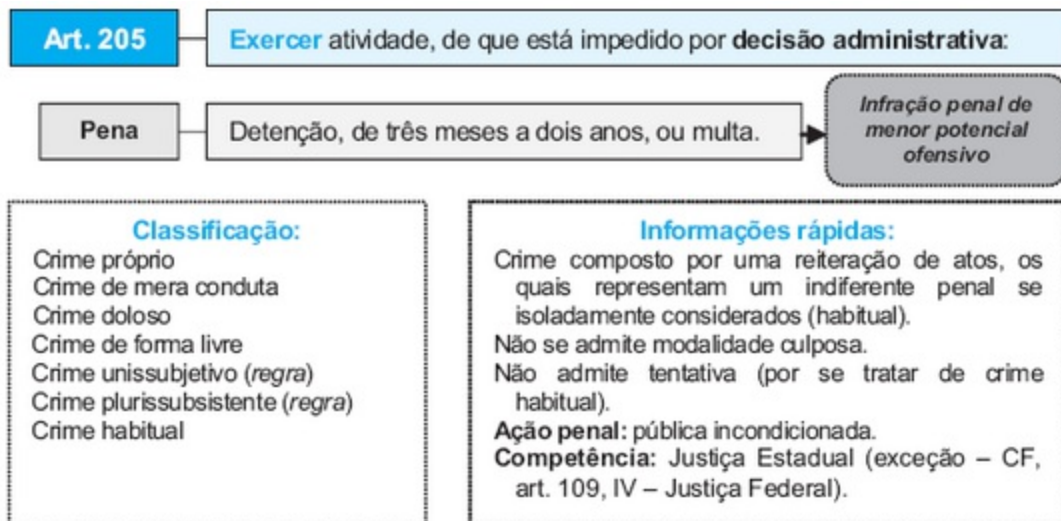 Art. 205
Exercer atividade, de que está impedido por decisão administrativa:
Pena
Detenção, de três meses a dois anos, ou multa.
Infração penal de
menor potencial
ofensivo
Classificação:
Crime próprio
Crime de mera conduta
Crime doloso
Crime de forma livre
Crime unissubjetivo (regra)
Crime plurissubsistente (regra)
Crime habitual
Informações rápidas:
Crime composto por uma reiteração de atos, os
quais representam um indiferente penal se
isoladamente considerados (habitual).
Não se admite modalidade culposa.
Não admite tentativa (por se tratar de crime
habitual).
Ação penal: pública incondicionada.
Competência: Justiça Estadual (exceção – CF,
art. 109, IV – Justiça Federal).